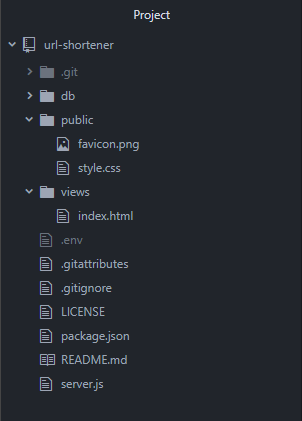 Project
url-shortener
.git
db
public
favicon.png
style.css
views
index.html
.env
.gitattributes
.gitignore
LICENSE
package.json
README.md
server.js